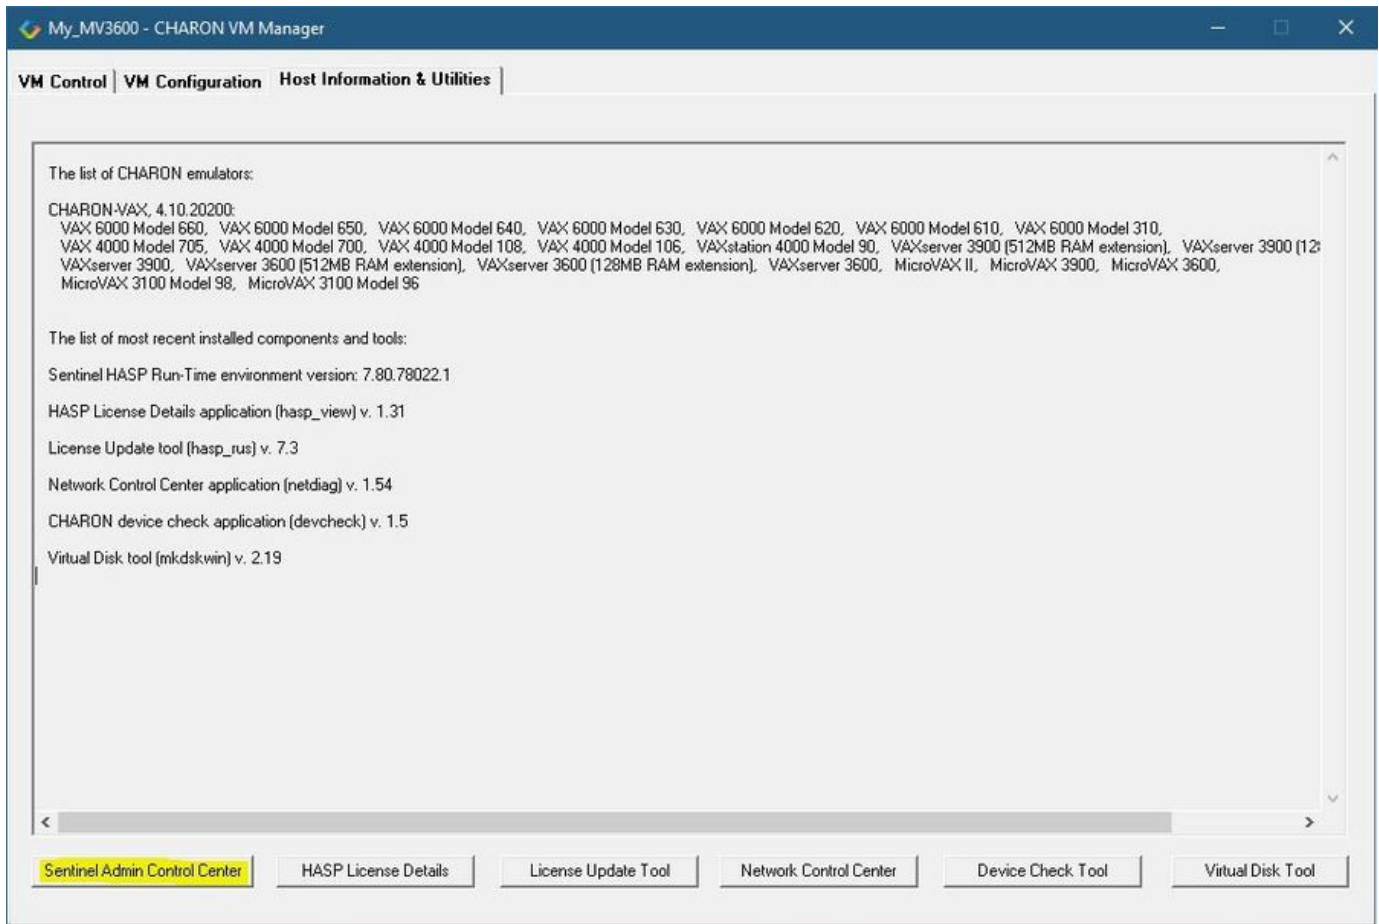 My_MV3600 - CHARON VM Manager
VM Control VM Configuration Host Information & Utilities
The list of CHARON emulators:
CHARON-VAX, 4.10.20200:
VAX 6000 Model 660, VAX 6000 Model 650, VAX 6000 Model 640, VAX 6000 Model 630, VAX 6000 Model 620, VAX 6000 Model 610, VAX 6000 Model 310,
VAX 4000 Model 705, VAX 4000 Model 700, VAX 4000 Model 108, VAX 4000 Model 106, VAXstation 4000 Model 90, VAXserver 3900 (512MB RAM extension), VAXserver 3900 (12
VAXserver 3900, VAXserver 3600 (512MB RAM extension), VAXserver 3600 (128MB RAM extension), VAXserver 3600, MicroVAX II, MicroVAX 3900, MicroVAX 3600,
MicroVAX 3100 Model 98, MicroVAX 3100 Model 96
The list of most recent installed components and tools:
Sentinel HASP Run-Time environment version: 7.80.78022.1
HASP License Details application (hasp_view) v. 1.31
License Update tool (hasp_rus) v. 7.3
Network Control Center application (netdiag) v. 1.54
CHARON device check application (devcheck) v. 1.5
Virtual Disk tool (mkdskwin) v. 2.19
Sentinel Admin Control Center HASP License Details License Update Tool Network Control Center Device Check Tool Virtual Disk Tool